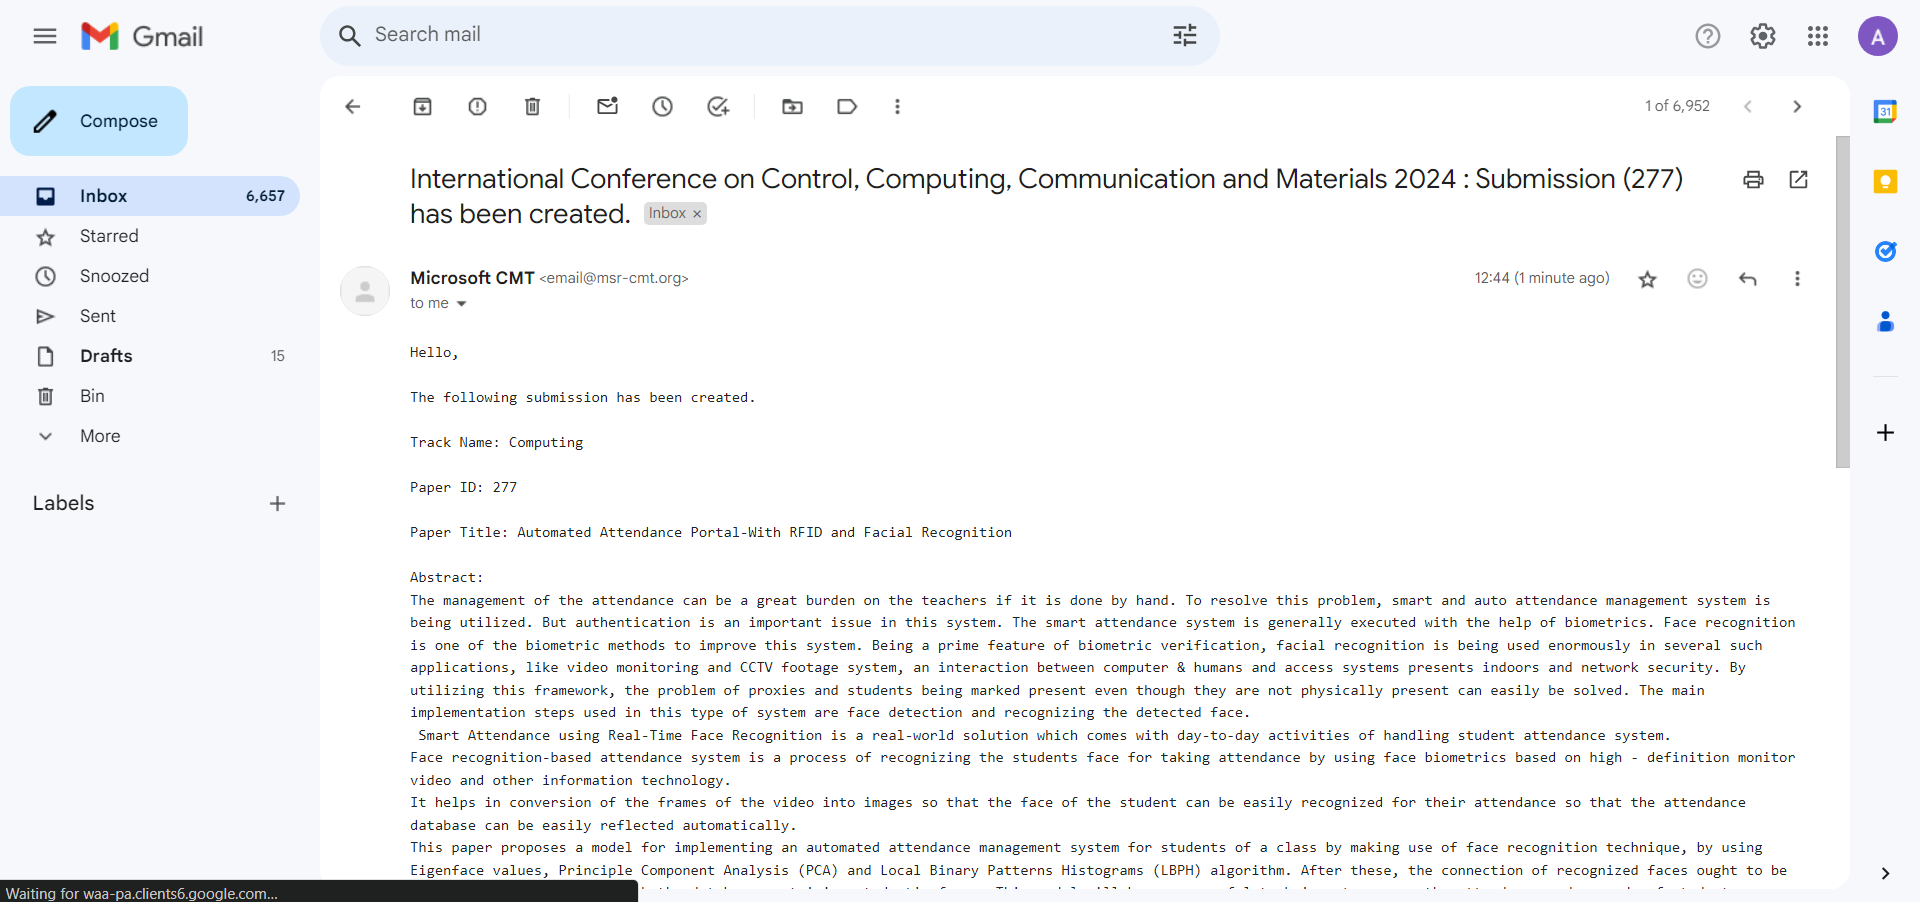 Gmail
Search mail
A
Compose
1 of 6,952
31
Inbox 6,657
Starred
Snoozed
Sent
Drafts 15
Bin
More
Labels
International Conference on Control, Computing, Communication and Materials 2024 : Submission (277)
has been created. Inbox ×
Microsoft CMT <email@msr-cmt.org> 12:44 (1 minute ago)
to me
Hello,
The following submission has been created.
Track Name: Computing
Paper ID: 277
Paper Title: Automated Attendance Portal-With RFID and Facial Recognition
Abstract:
The management of the attendance can be a great burden on the teachers if it is done by hand. To resolve this problem, smart and auto attendance management system is
being utilized. But authentication is an important issue in this system. The smart attendance system is generally executed with the help of biometrics. Face recognition
is one of the biometric methods to improve this system. Being a prime feature of biometric verification, facial recognition is being used enormously in several such
applications, like video monitoring and CCTV footage system, an interaction between computer & humans and access systems presents indoors and network security. By
utilizing this framework, the problem of proxies and students being marked present even though they are not physically present can easily be solved. The main
implementation steps used in this type of system are face detection and recognizing the detected face.
Smart Attendance using Real-Time Face Recognition is a real-world solution which comes with day-to-day activities of handling student attendance system.
Face recognition-based attendance system is a process of recognizing the students face for taking attendance by using face biometrics based on high - definition monitor
video and other information technology.
It helps in conversion of the frames of the video into images so that the face of the student can be easily recognized for their attendance so that the attendance
database can be easily reflected automatically.
This paper proposes a model for implementing an automated attendance management system for students of a class by making use of face recognition technique, by using
Eigenface values, Principle Component Analysis (PCA) and Local Binary Patterns Histograms (LBPH) algorithm. After these, the connection of recognized faces ought to be
Waiting for waa-pa.clients6.google.com...